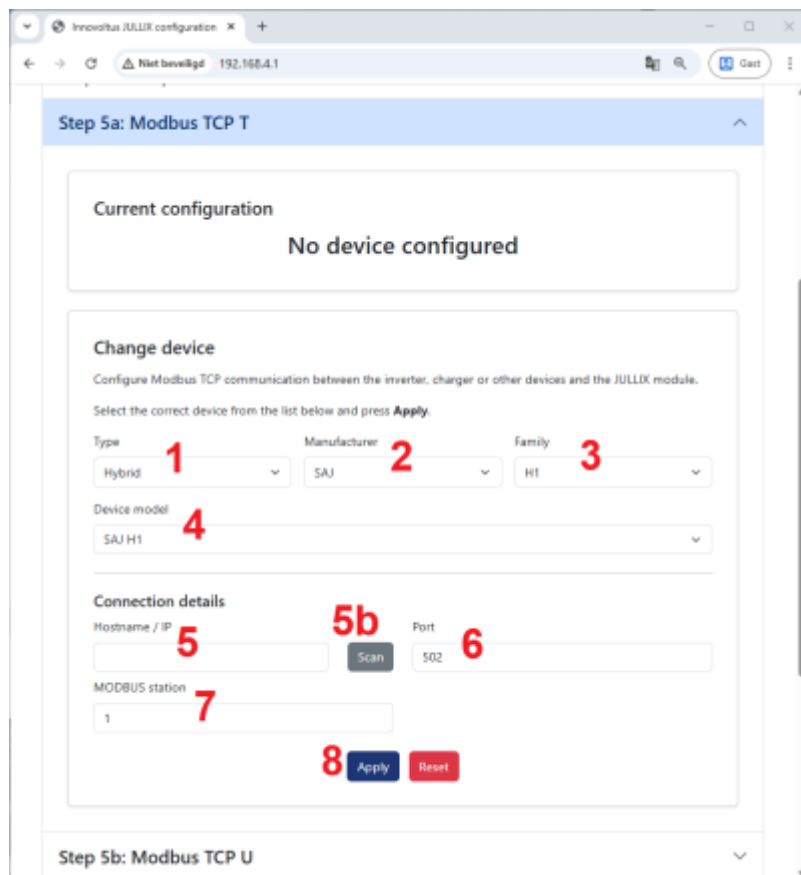 Innovoltus JULLIX configuration
Niet beveiligd 192.168.4.1 Gast
Step 5a: Modbus TCP T
Current configuration
No device configured
Change device
Configure Modbus TCP communication between the inverter, charger or other devices and the JULLIX module.
Select the correct device from the list below and press Apply.
Type 1 Manufacturer 2 Family 3
Hybrid SAJ H1
Device model 4
SAJ H1
Connection details
Hostname / IP 5 5b Port 6
Scan 502
MODBUS station 7
1
8 Apply Reset
Step 5b: Modbus TCP U